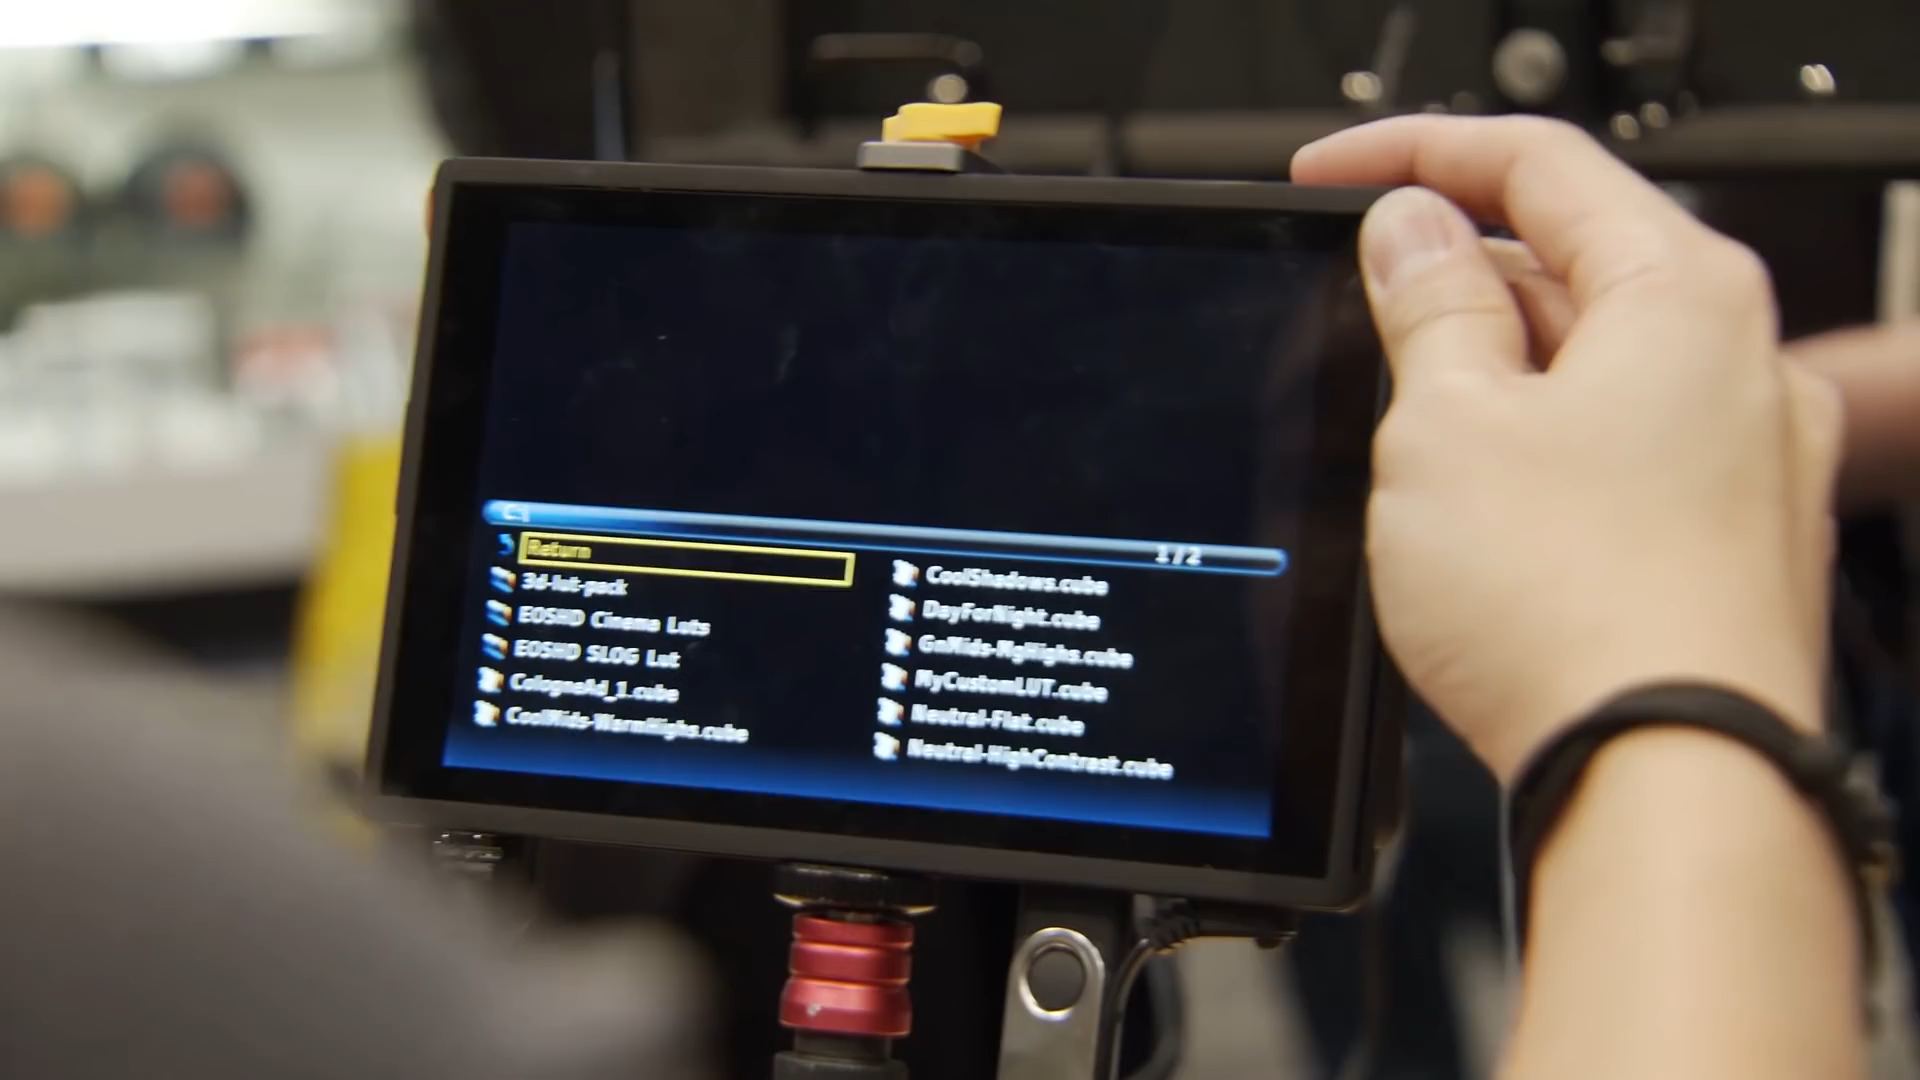 C:\
1/2
Return
3d-lut-pack
EOSHD Cinema Luts
EOSHD SLOG Lut
CologneAd_1.cube
CoolMids-WarmHighs.cube
CoolShadows.cube
DayForNight.cube
GnMids-MgHighs.cube
MyCustomLUT.cube
Neutral-Flat.cube
Neutral-HighContrast.cube